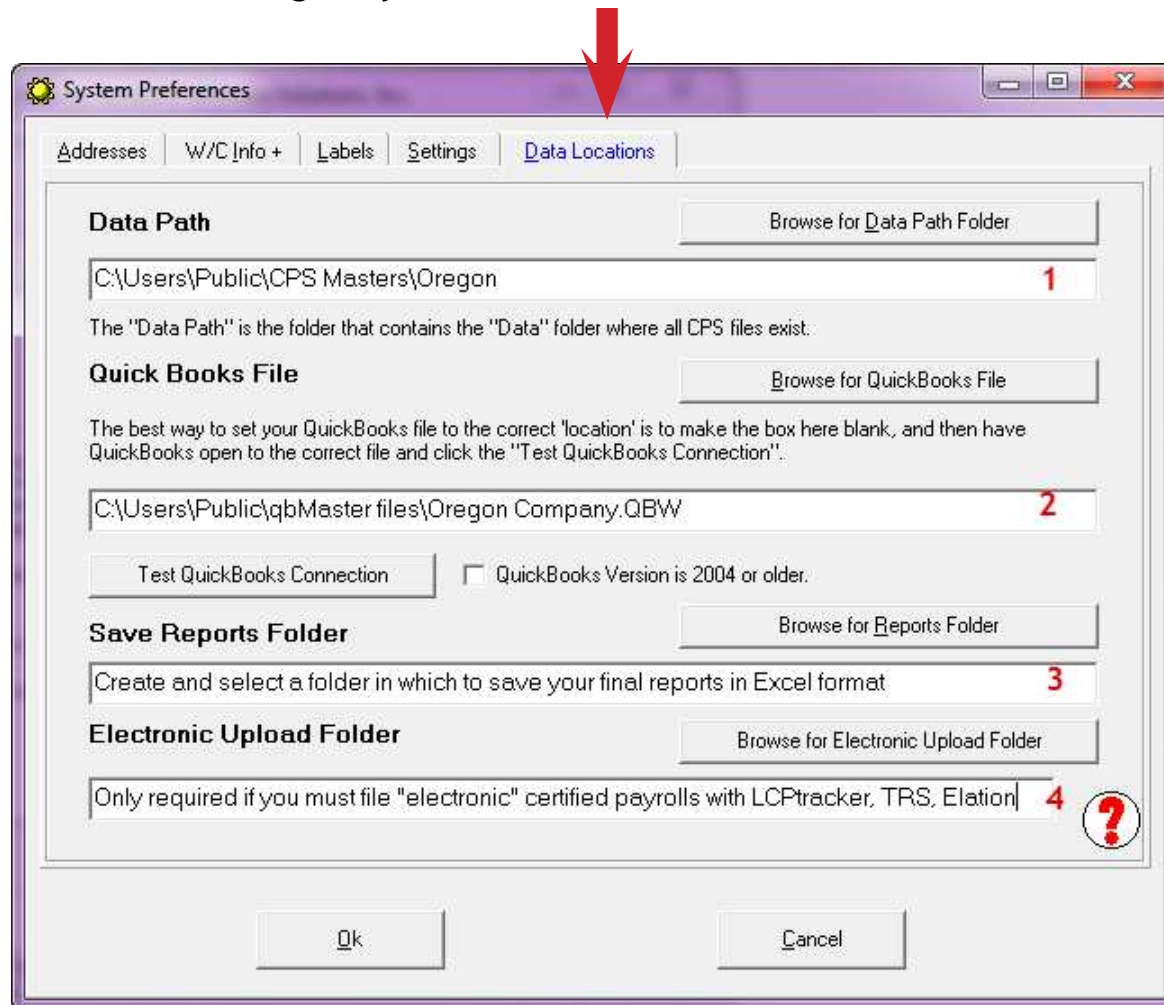 System Preferences
Addresses W/C Info + Labels Settings Data Locations
Data Path Browse for Data Path Folder
C:\Users\Public\CPS Masters\Oregon 1
The "Data Path" is the folder that contains the "Data" folder where all CPS files exist.
Quick Books File Browse for QuickBooks File
The best way to set your QuickBooks file to the correct 'location' is to make the box here blank, and then have
QuickBooks open to the correct file and click the "Test QuickBooks Connection".
C:\Users\Public\qbMaster files\Oregon Company.QBW 2
Test QuickBooks Connection QuickBooks Version is 2004 or older.
Save Reports Folder Browse for Reports Folder
Create and select a folder in which to save your final reports in Excel format 3
Electronic Upload Folder Browse for Electronic Upload Folder
Only required if you must file "electronic" certified payrolls with LCPtracker, TRS, Elation 4 ?
Ok Cancel